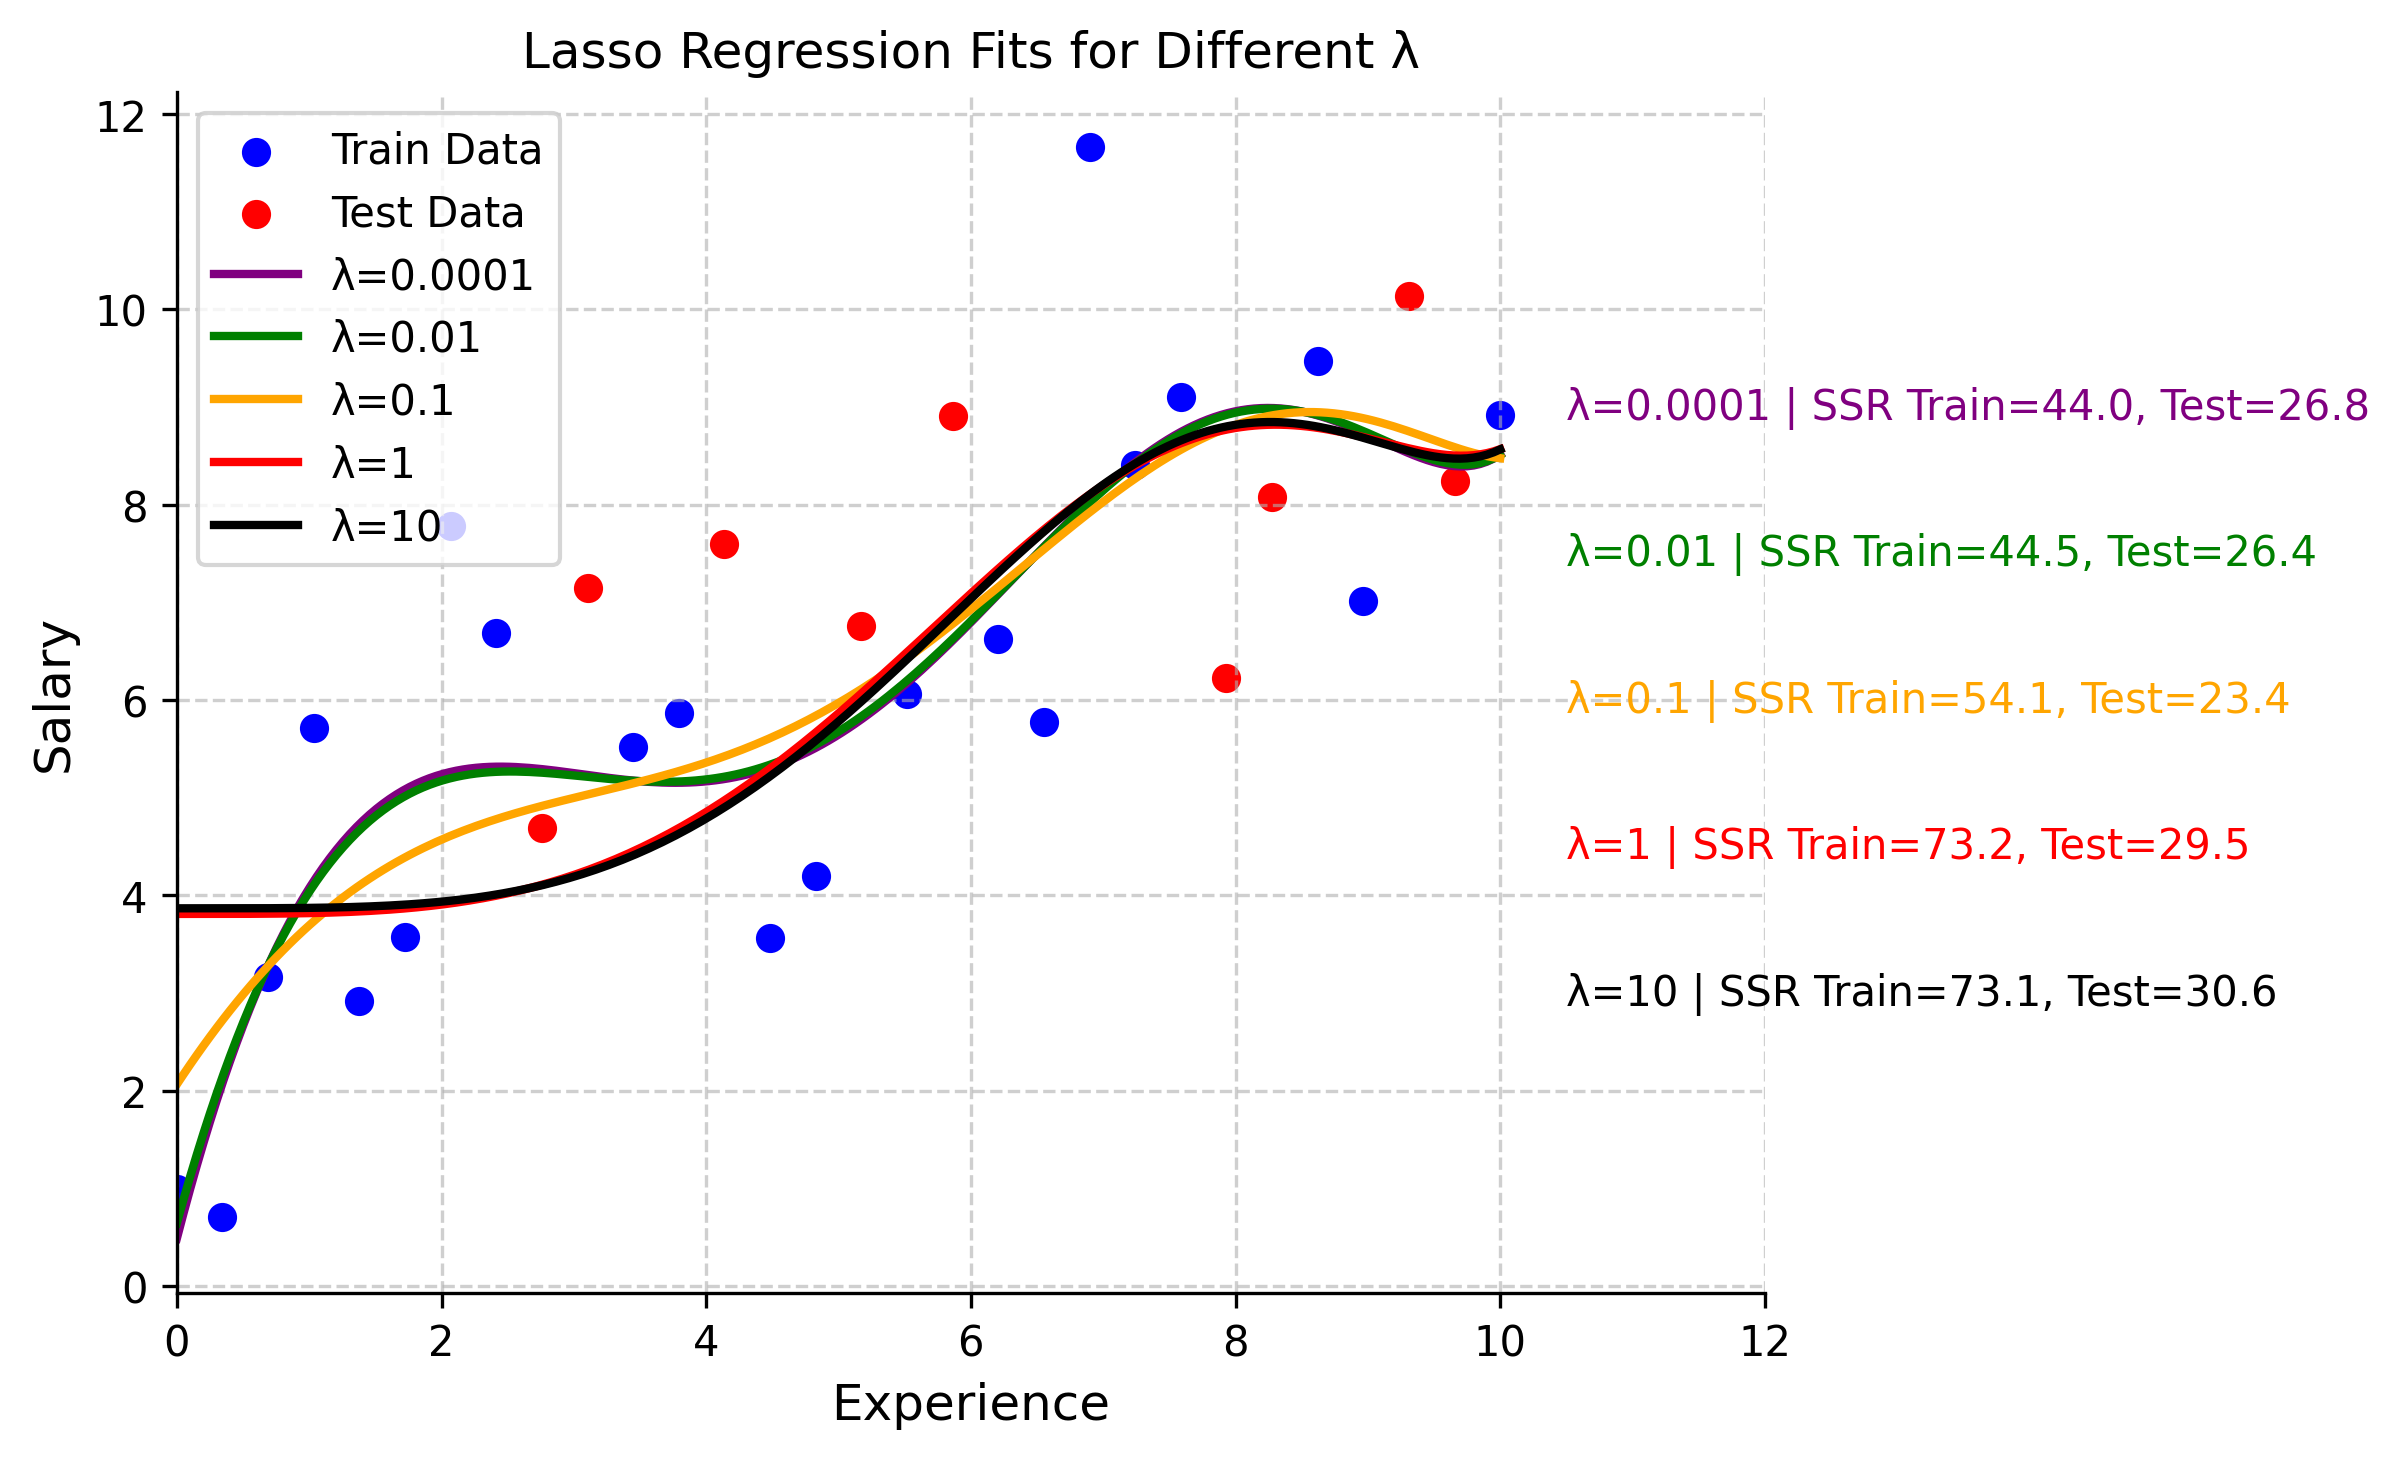 Lasso Regression Fits for Different λ
12
10
8
6
4
2
0
Salary
Train Data
Test Data
λ=0.0001
λ=0.01
λ=0.1
λ=1
λ=10
λ=0.0001 | SSR Train=44.0, Test=26.8
λ=0.01 | SSR Train=44.5, Test=26.4
λ=0.1 | SSR Train=54.1, Test=23.4
λ=1 | SSR Train=73.2, Test=29.5
λ=10 | SSR Train=73.1, Test=30.6
0 2 4 6 8 10 12
Experience